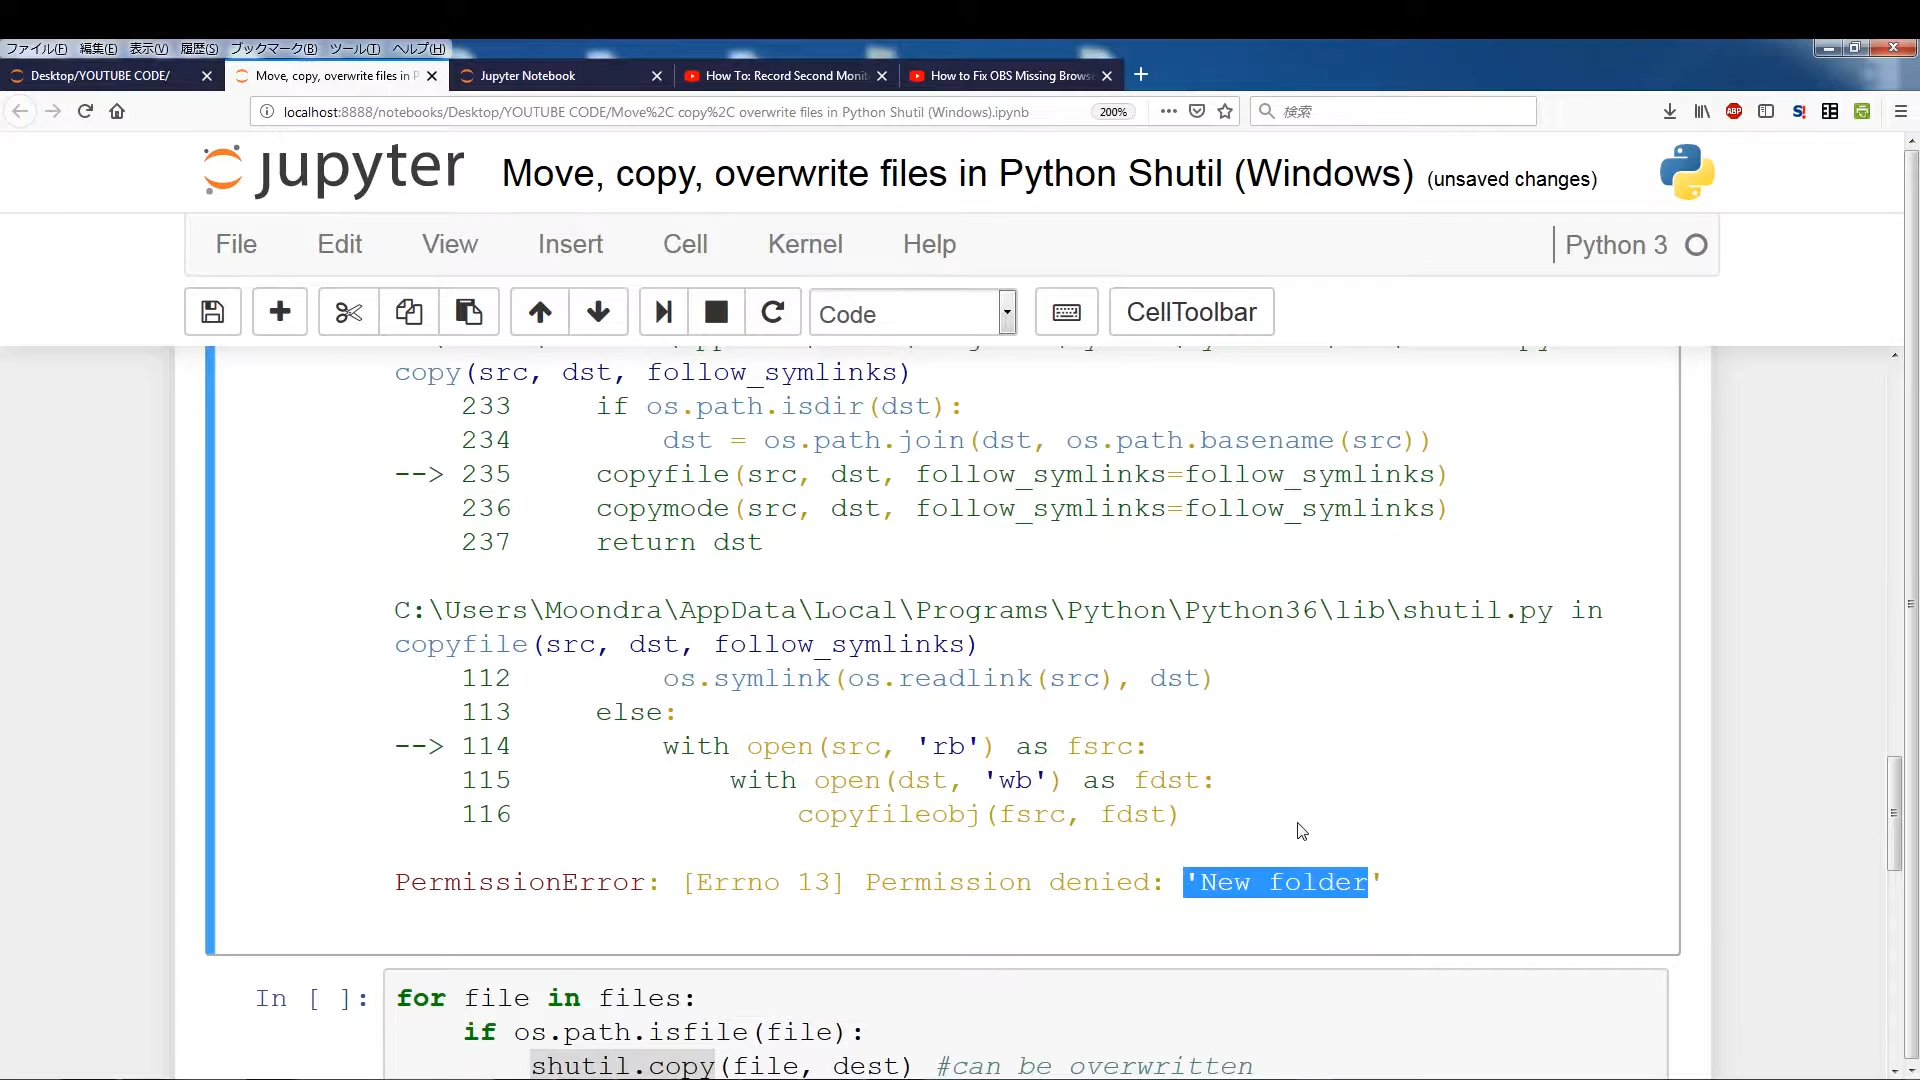 ファイル(F) 編集(E) 表示(V) 履歴(S) ブックマーク(B) ツール(T) ヘルプ(H)
Desktop/YOUTUBE CODE/ Move, copy, overwrite files in P Jupyter Notebook How To: Record Second Monit How to Fix OBS Missing Brows
localhost:8888/notebooks/Desktop/YOUTUBE CODE/Move%2C copy%2C overwrite files in Python Shutil (Windows).ipynb 200% 検索
jupyter Move, copy, overwrite files in Python Shutil (Windows) (unsaved changes)
File Edit View Insert Cell Kernel Help Python 3
Code CellToolbar
copy(src, dst, follow_symlinks)
233 if os.path.isdir(dst):
234 dst = os.path.join(dst, os.path.basename(src))
--> 235 copyfile(src, dst, follow_symlinks=follow_symlinks)
236 copymode(src, dst, follow_symlinks=follow_symlinks)
237 return dst
C:\Users\Moondra\AppData\Local\Programs\Python\Python36\lib\shutil.py in
copyfile(src, dst, follow_symlinks)
112 os.symlink(os.readlink(src), dst)
113 else:
--> 114 with open(src, 'rb') as fsrc:
115 with open(dst, 'wb') as fdst:
116 copyfileobj(fsrc, fdst)
PermissionError: [Errno 13] Permission denied: 'New folder'
In [ ]: for file in files:
if os.path.isfile(file):
shutil.copy(file, dest) #can be overwritten